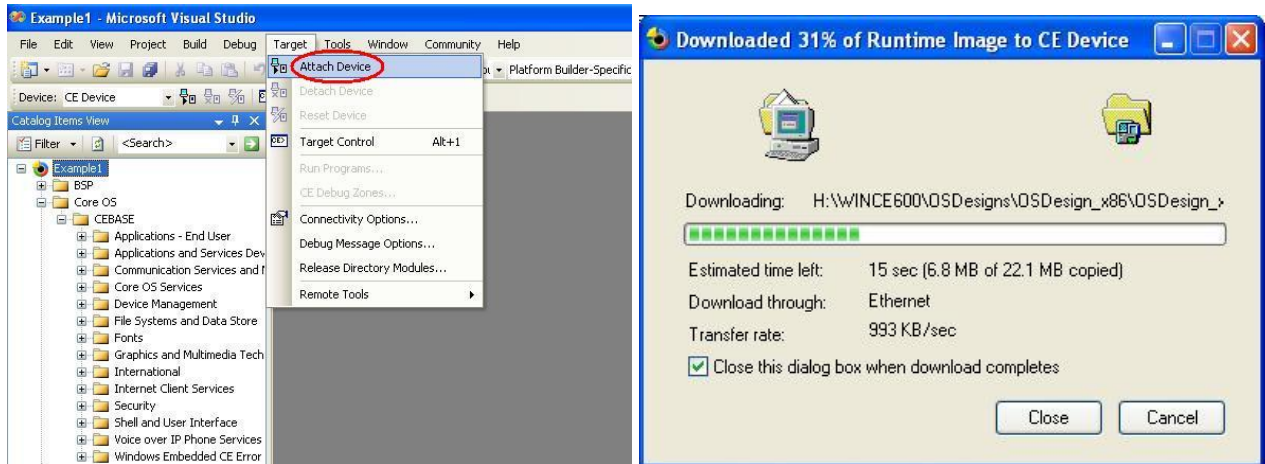 Example1 - Microsoft Visual Studio
File Edit View Project Build Debug Target Tools Window Community Help
Attach Device
Platform Builder-Specific
Device: CE Device
Detach Device
Catalog Items View
Reset Device
Filter <Search>
Target Control Alt+1
Example1
Run Programs...
BSP
CE Debug Zones...
Core OS
CEBASE
Connectivity Options...
Applications - End User
Debug Message Options...
Applications and Services Dev
Communication Services and
Release Directory Modules...
Core OS Services
Device Management
Remote Tools
File Systems and Data Store
Fonts
Graphics and Multimedia Tech
International
Internet Client Services
Security
Shell and User Interface
Voice over IP Phone Services
Windows Embedded CE Error
Downloaded 31% of Runtime Image to CE Device
Downloading: H:\WINCE600\OSDesigns\OSDesign_x86\OSDesign_x
Estimated time left: 15 sec (6.8 MB of 22.1 MB copied)
Download through: Ethernet
Transfer rate: 993 KB/sec
Close this dialog box when download completes
Close Cancel